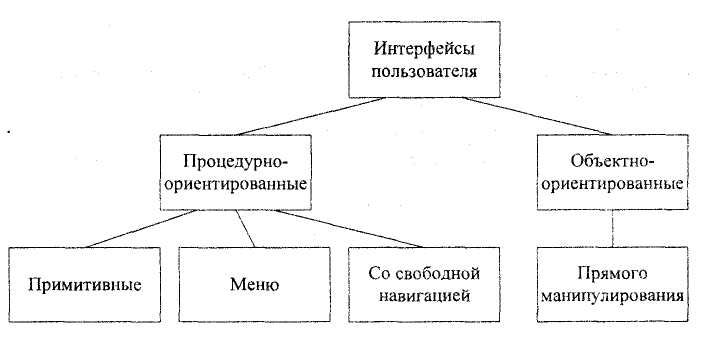 Интерфейсы
пользователя
Процедурно-
ориентированные
Объектно-
ориентированные
Примитивные
Меню
Со свободной
навигацией
Прямого
манипулирования